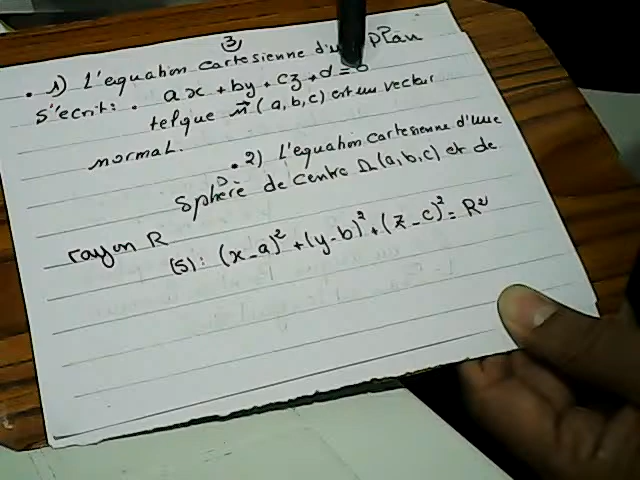 3
. 1) L'equation cartesienne d'un plan
s'ecrit: . ax + by + cz + d = 0
telque n⃗ (a, b, c) est un vecteur
normal.
. 2) L'equation cartesienne d'une
sphère de centre Ω(a, b, c) et de
rayon R
(S): (x - a)² + (y - b)² + (z - c)² = R²